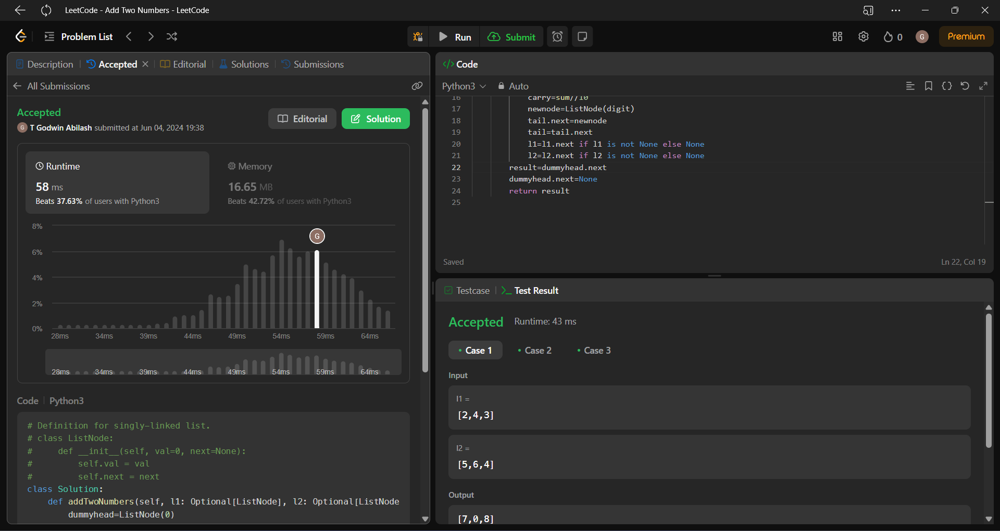 LeetCode - Add Two Numbers - LeetCode
Problem List
Run
Submit
0
G
Premium
Description
Accepted
Editorial
Solutions
Submissions
All Submissions
Accepted
G T Godwin Abilash submitted at Jun 04, 2024 19:38
Editorial
Solution
Runtime
58 ms
Beats 37.63% of users with Python3
Memory
16.65 MB
Beats 42.72% of users with Python3
8%
6%
4%
2%
0%
G
28ms 34ms 39ms 44ms 49ms 54ms 59ms 64ms
28ms 34ms 39ms 44ms 49ms 54ms 59ms 64ms
Code | Python3
# Definition for singly-linked list.
# class ListNode:
#     def __init__(self, val=0, next=None):
#         self.val = val
#         self.next = next
class Solution:
    def addTwoNumbers(self, l1: Optional[ListNode], l2: Optional[ListNode
        dummyhead=ListNode(0)
</> Code
Python3
Auto
16 carry=sum//10
17 newnode=ListNode(digit)
18 tail.next=newnode
19 tail=tail.next
20 l1=l1.next if l1 is not None else None
21 l2=l2.next if l2 is not None else None
22 result=dummyhead.next
23 dummyhead.next=None
24 return result
25
Saved
Ln 22, Col 19
Testcase
>_ Test Result
Accepted
Runtime: 43 ms
Case 1
Case 2
Case 3
Input
l1 =
[2,4,3]
l2 =
[5,6,4]
Output
[7,0,8]